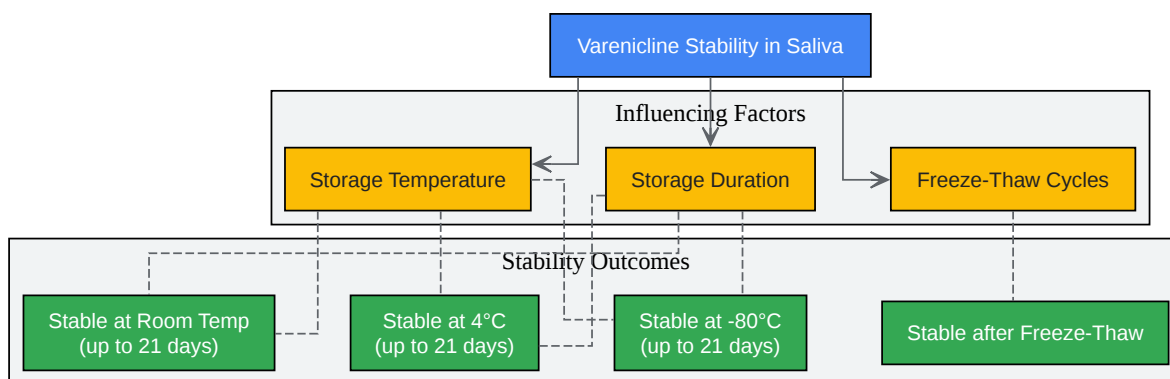 Varenicline Stability in Saliva
Influencing Factors
Storage Temperature
Storage Duration
Freeze-Thaw Cycles
Stability Outcomes
Stable at Room Temp
(up to 21 days)
Stable at 4°C
(up to 21 days)
Stable at -80°C
(up to 21 days)
Stable after Freeze-Thaw